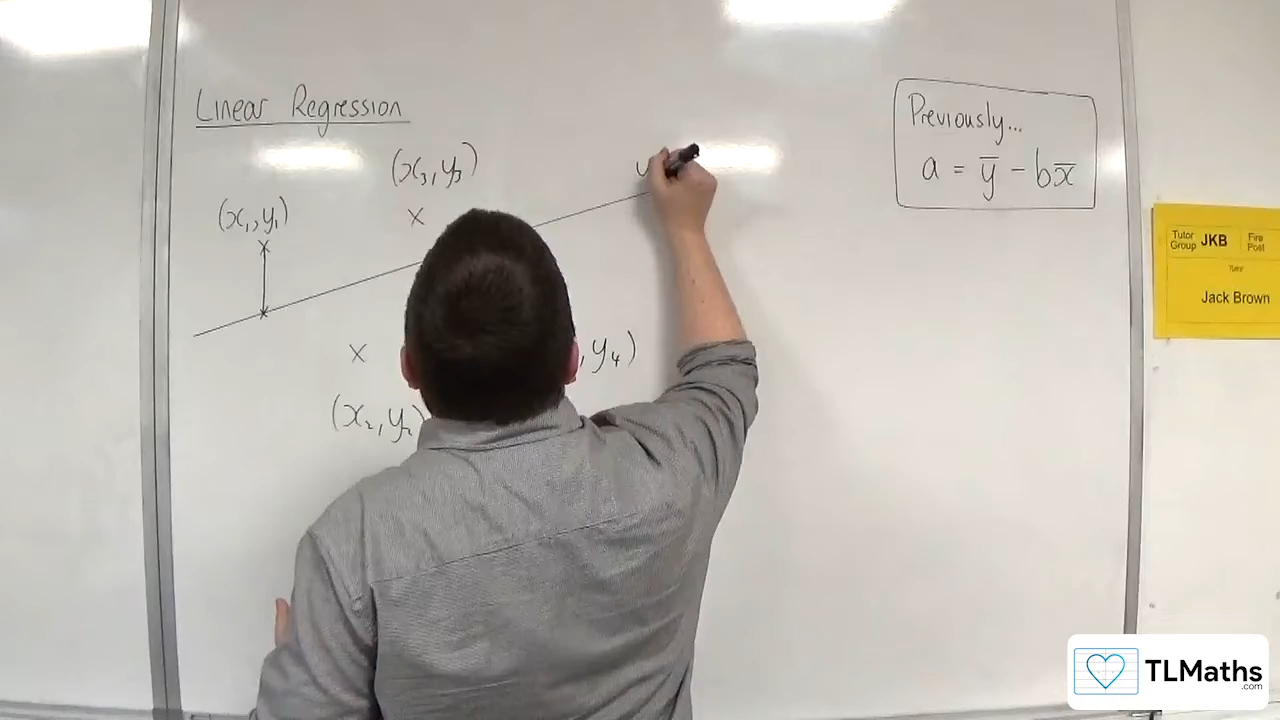 Linear Regression
Previously...
a = y̅ - bx̅
(x₃, y₃)
(x₁, y₁)
, y₄)
(x₂, y₂)
y
Tutor Group JKB
Fire Post
Tutor
Jack Brown
TLMaths
.com